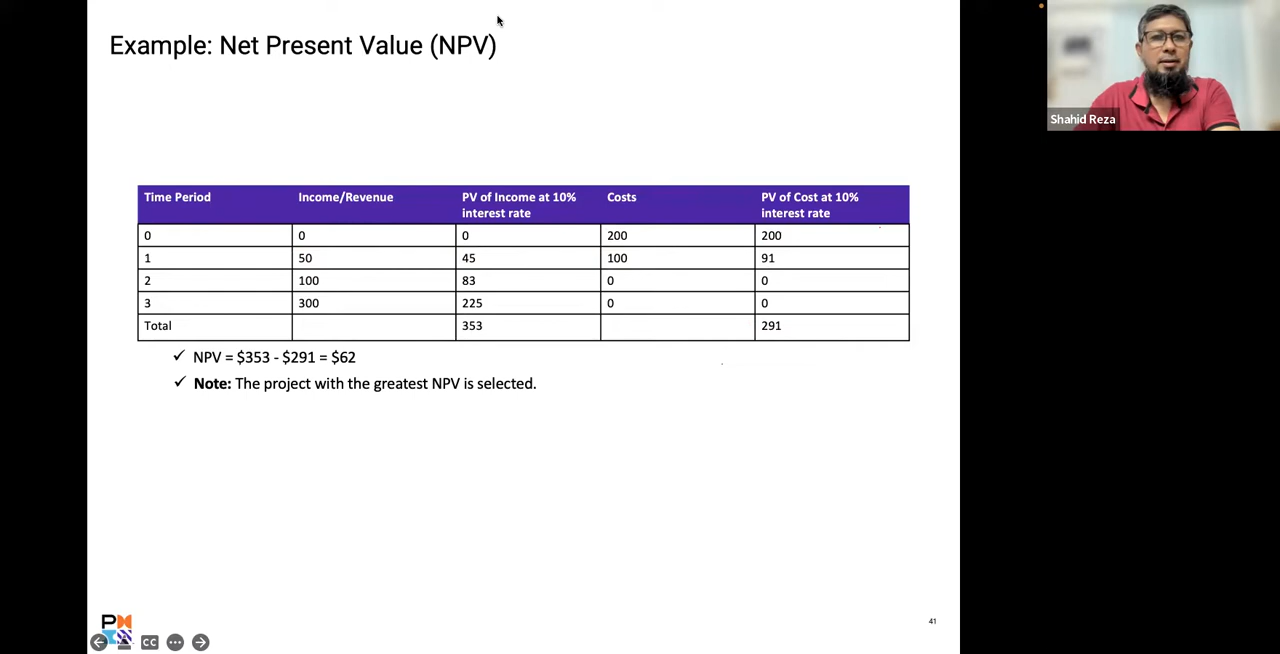 Example: Net Present Value (NPV)
Shahid Reza
Time Period Income/Revenue PV of Income at 10% interest rate Costs PV of Cost at 10% interest rate
0 0 0 200 200
1 50 45 100 91
2 100 83 0 0
3 300 225 0 0
Total 353 291
✓ NPV = $353 - $291 = $62
✓ Note: The project with the greatest NPV is selected.
41
CC